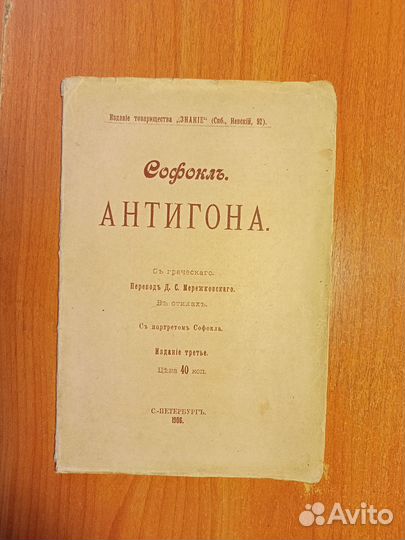 Изданіе товарищества „ЗНАНІЕ“ (Спб., Невскій, 92).
Софоклъ.
АНТИГОНА.
Съ греческаго.
Переводъ Д. С. Мережковскаго.
Въ стихахъ.
Съ портретомъ Софокла.
Изданіе третье.
Цѣна 40 коп.
С.-ПЕТЕРБУРГЪ.
1906.
Avito